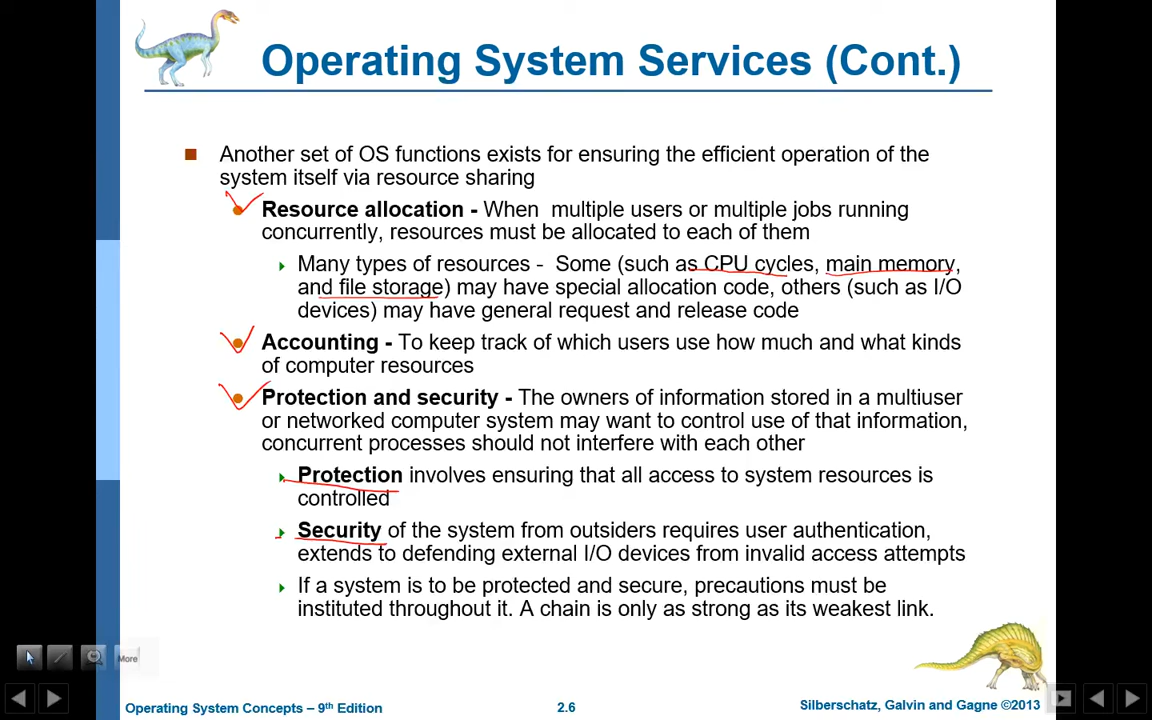 Operating System Services (Cont.)
Another set of OS functions exists for ensuring the efficient operation of the
system itself via resource sharing
Resource allocation - When multiple users or multiple jobs running
concurrently, resources must be allocated to each of them
Many types of resources - Some (such as CPU cycles, main memory,
and file storage) may have special allocation code, others (such as I/O
devices) may have general request and release code
Accounting - To keep track of which users use how much and what kinds
of computer resources
Protection and security - The owners of information stored in a multiuser
or networked computer system may want to control use of that information,
concurrent processes should not interfere with each other
Protection involves ensuring that all access to system resources is
controlled
Security of the system from outsiders requires user authentication,
extends to defending external I/O devices from invalid access attempts
If a system is to be protected and secure, precautions must be
instituted throughout it. A chain is only as strong as its weakest link.
More
Operating System Concepts – 9th Edition
2.6
Silberschatz, Galvin and Gagne ©2013